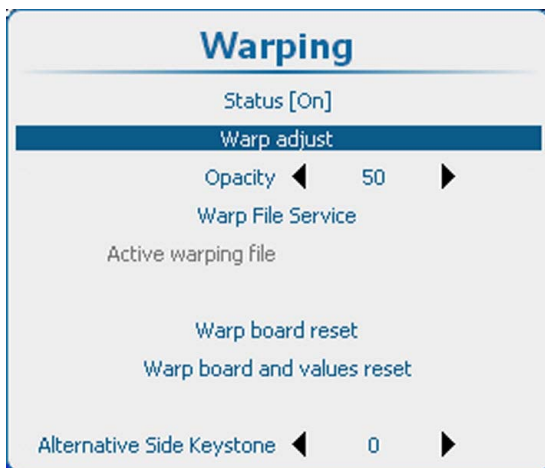 Warping
Status [On]
Warp adjust
Opacity 50
Warp File Service
Active warping file
Warp board reset
Warp board and values reset
Alternative Side Keystone 0